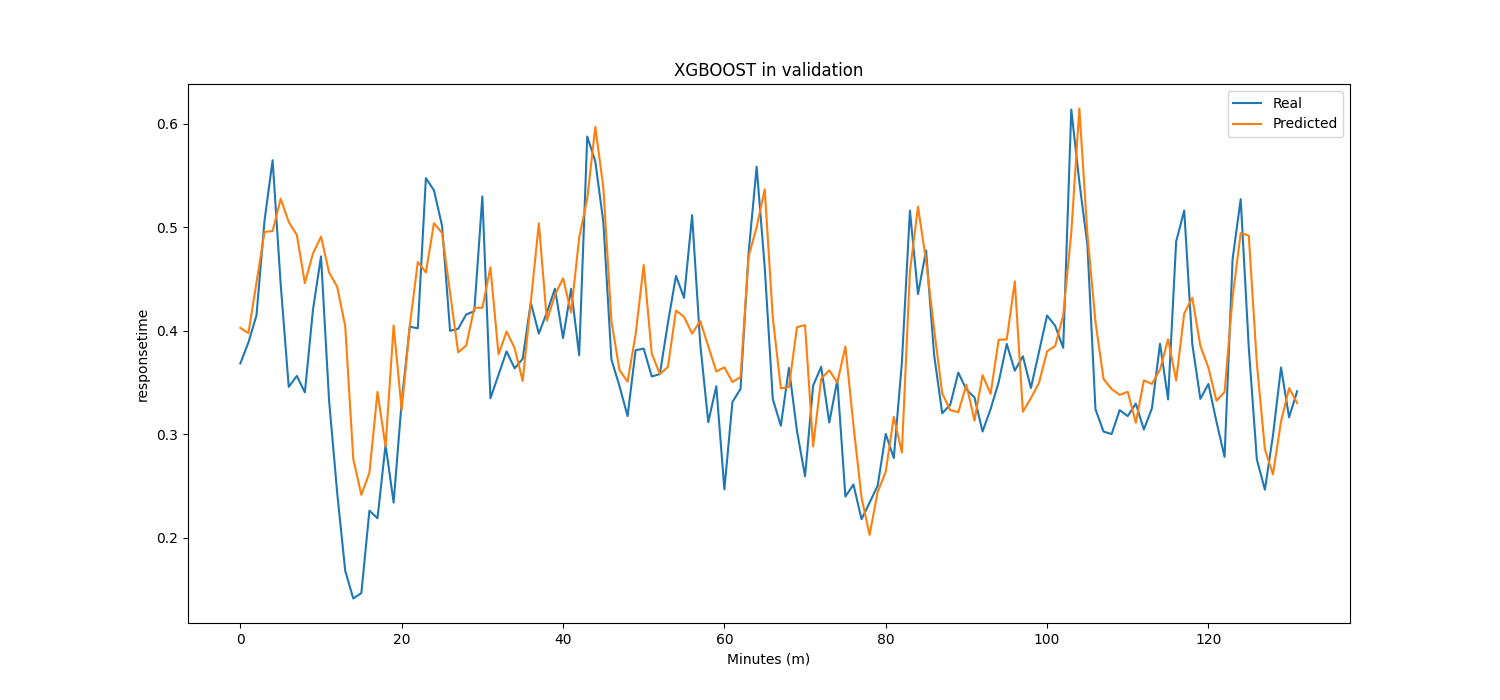 XGBOOST in validation
Real
Predicted
responsetime
0.6
0.5
0.4
0.3
0.2
0 20 40 60 80 100 120
Minutes (m)